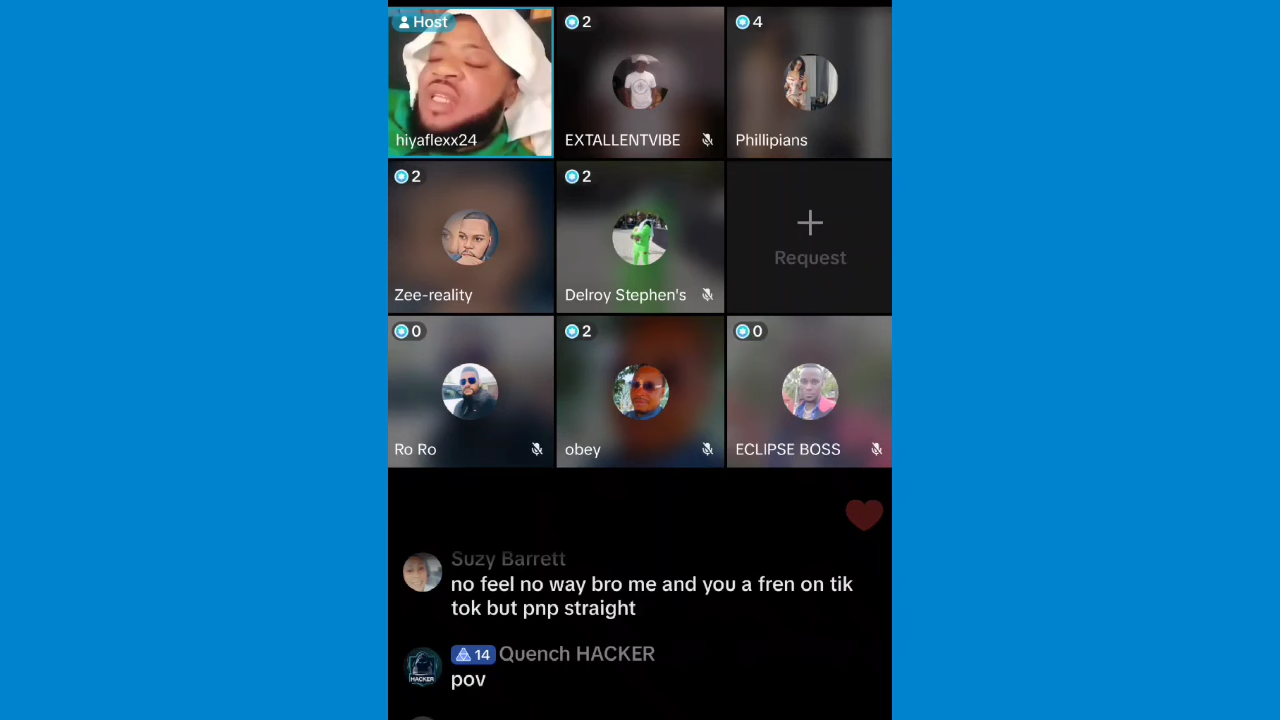 Host
2
4
hiyaflexx24
EXTALLENTVIBE
Phillipians
2
2
Zee-reality
Delroy Stephen's
Request
0
2
0
Ro Ro
obey
ECLIPSE BOSS
Suzy Barrett
no feel no way bro me and you a fren on tik
tok but pnp straight
14 Quench HACKER
HACKER
pov